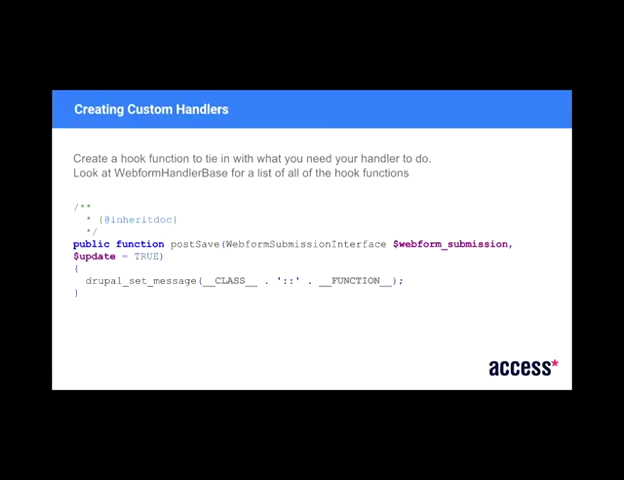 Creating Custom Handlers
Create a hook function to tie in with what you need your handler to do.
Look at WebformHandlerBase for a list of all of the hook functions
/**
* {@inheritdoc}
*/
public function postSave(WebformSubmissionInterface $webform_submission,
$update = TRUE)
{
drupal_set_message(__CLASS__ . '::' . __FUNCTION__);
}
access*